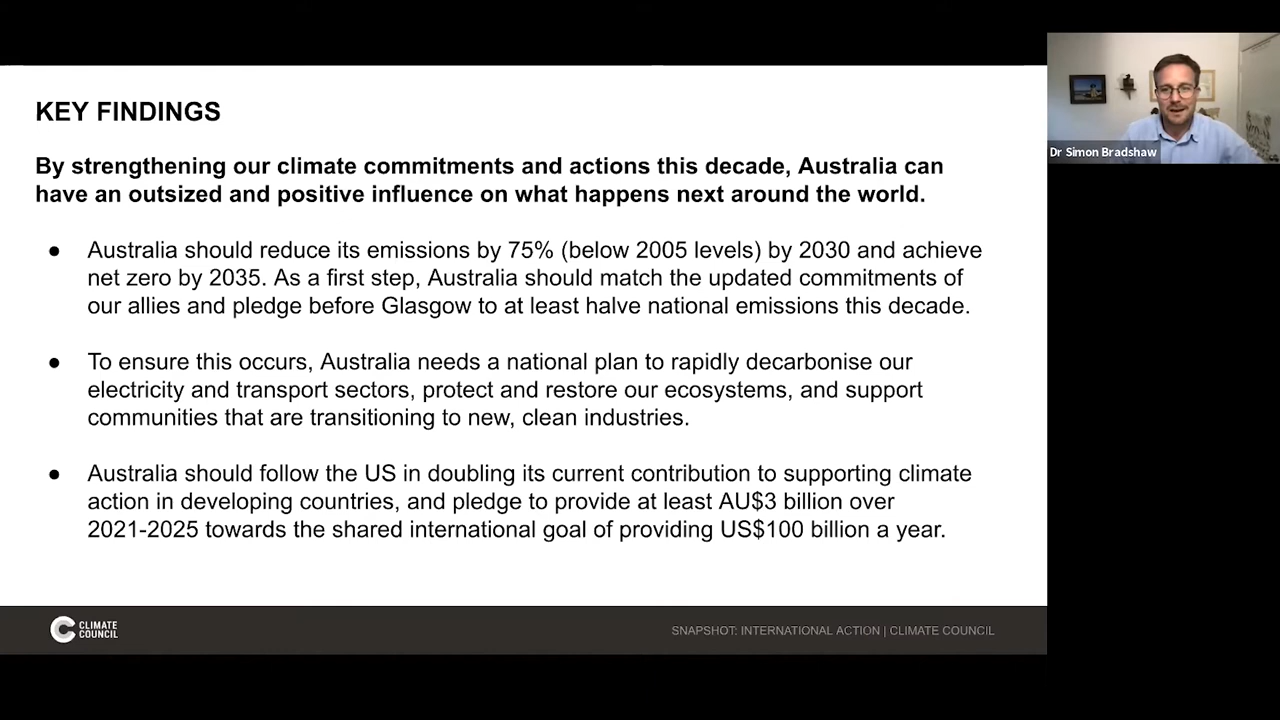 KEY FINDINGS
By strengthening our climate commitments and actions this decade, Australia can
have an outsized and positive influence on what happens next around the world.
● Australia should reduce its emissions by 75% (below 2005 levels) by 2030 and achieve
net zero by 2035. As a first step, Australia should match the updated commitments of
our allies and pledge before Glasgow to at least halve national emissions this decade.
● To ensure this occurs, Australia needs a national plan to rapidly decarbonise our
electricity and transport sectors, protect and restore our ecosystems, and support
communities that are transitioning to new, clean industries.
● Australia should follow the US in doubling its current contribution to supporting climate
action in developing countries, and pledge to provide at least AU$3 billion over
2021-2025 towards the shared international goal of providing US$100 billion a year.
CLIMATE
COUNCIL
SNAPSHOT: INTERNATIONAL ACTION | CLIMATE COUNCIL
Dr Simon Bradshaw